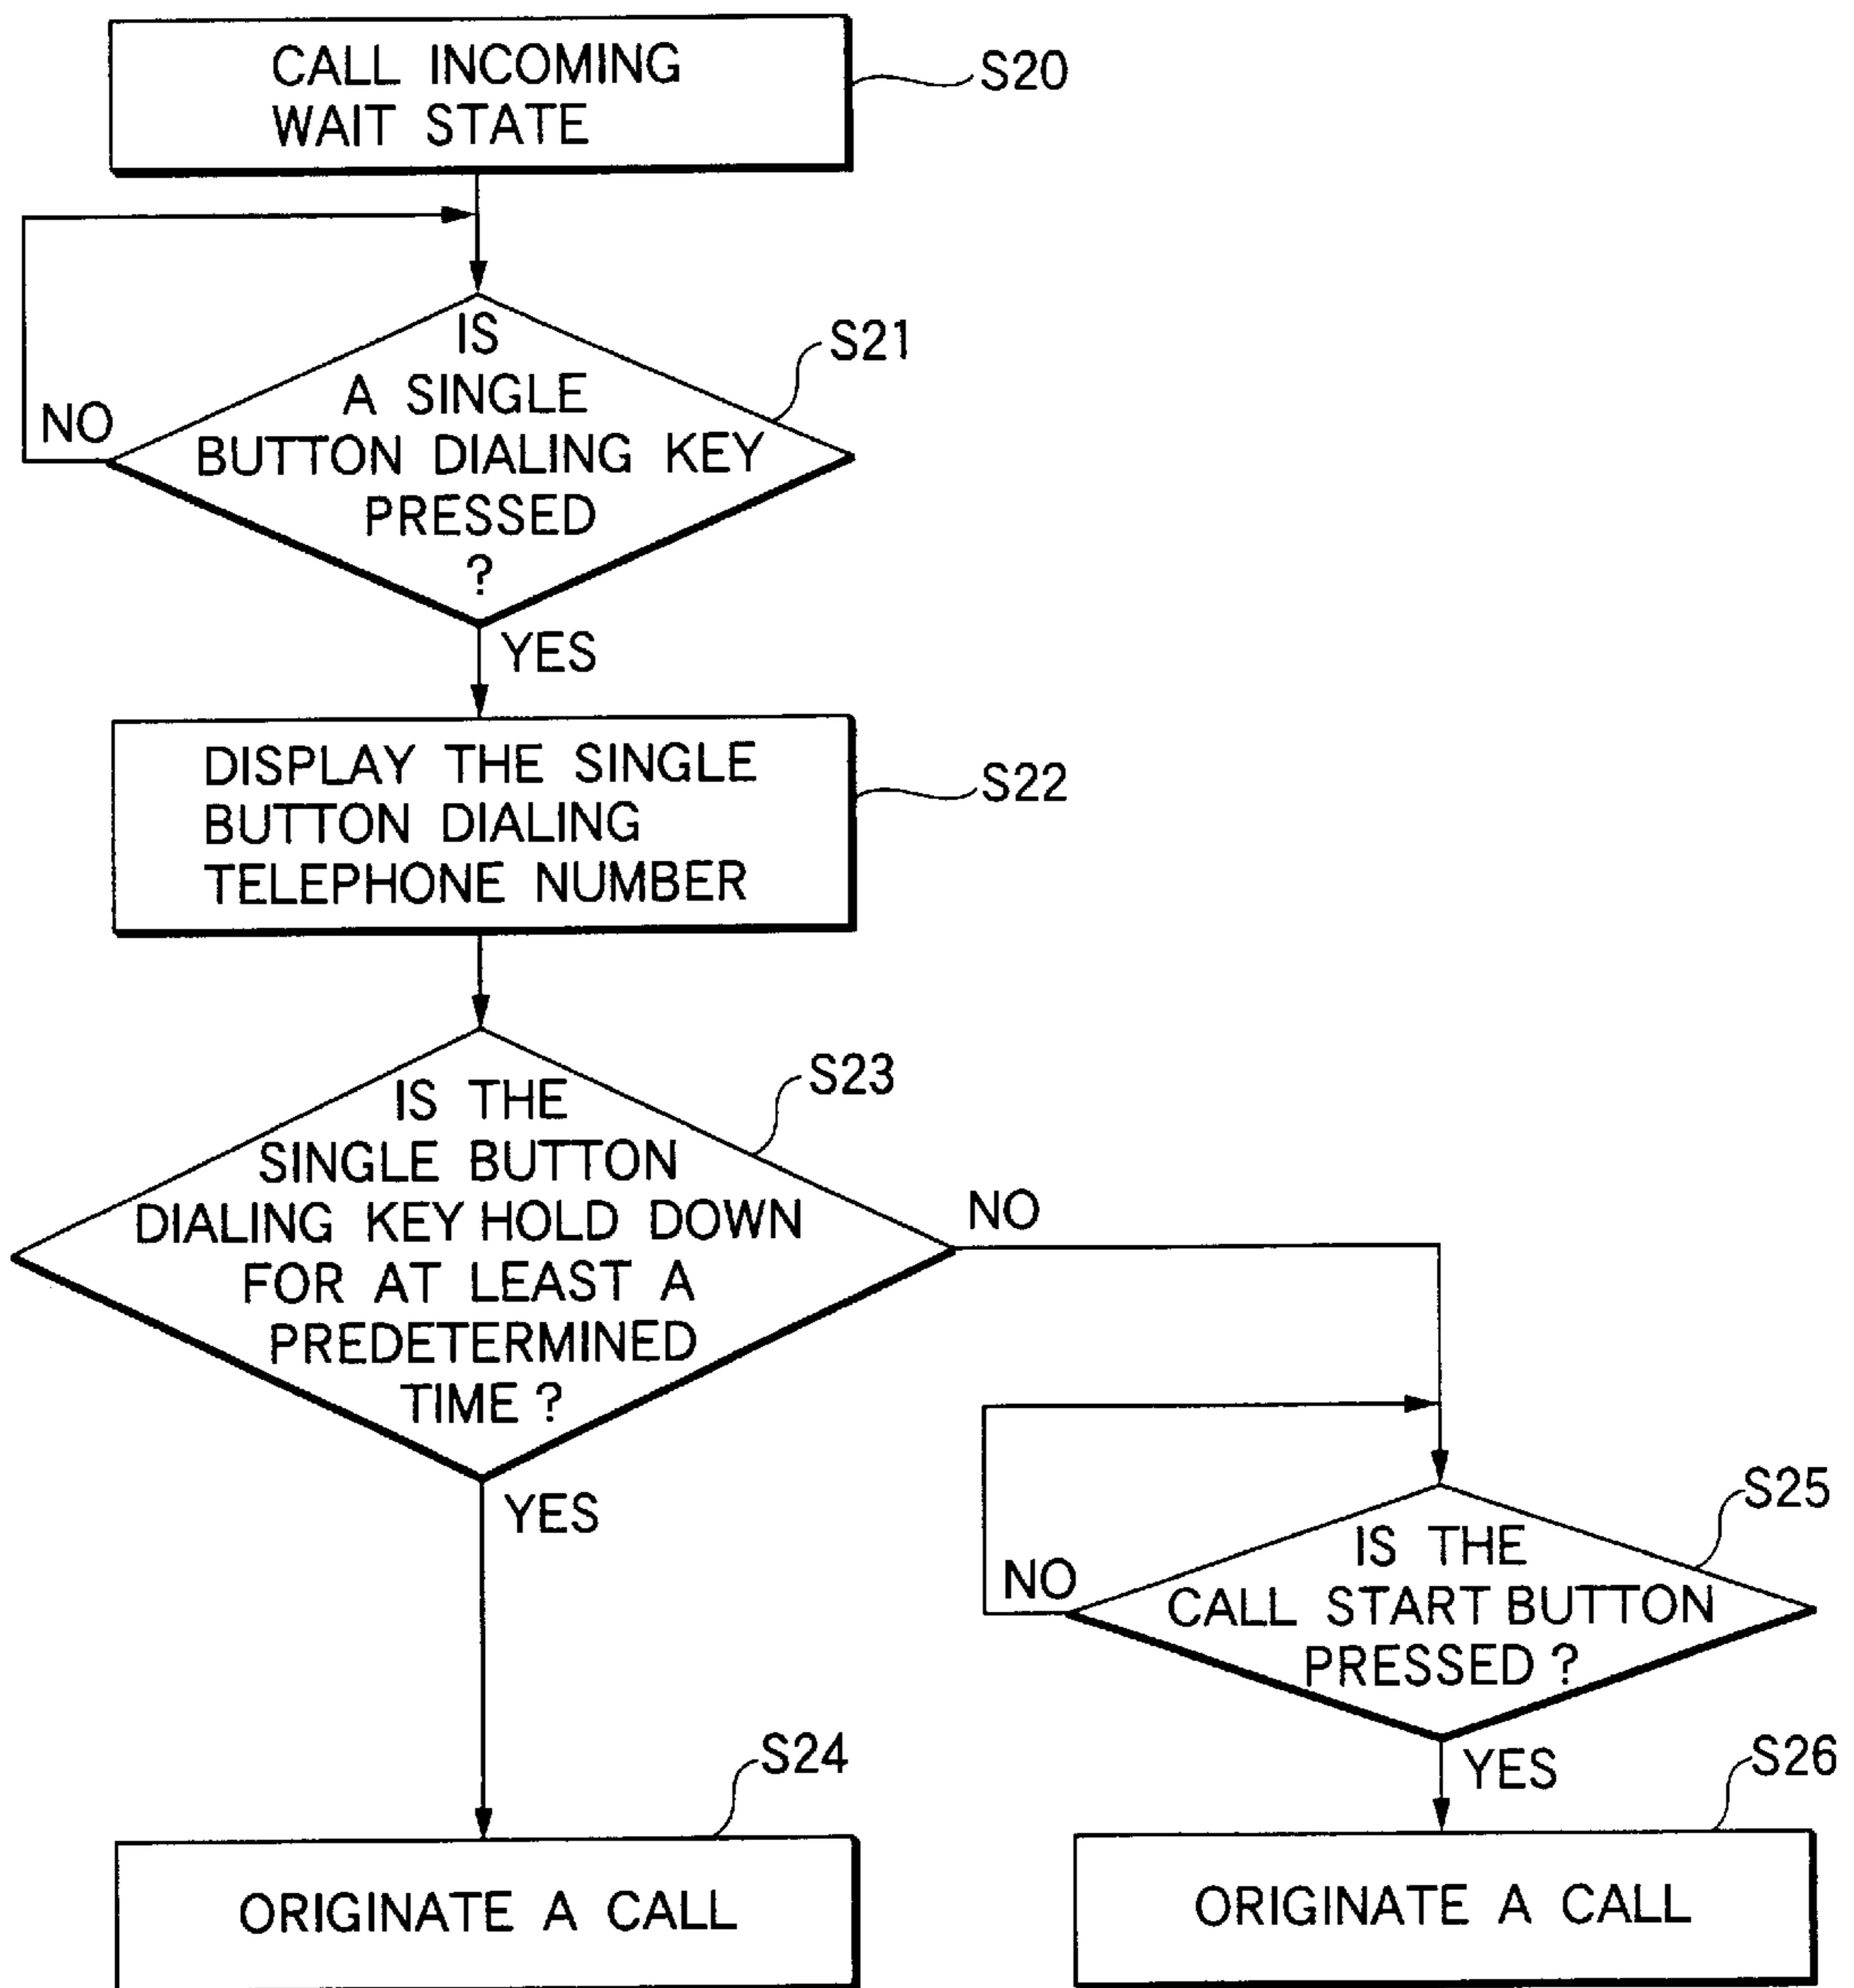 CALL INCOMING
WAIT STATE
S20
IS
A SINGLE
BUTTON DIALING KEY
PRESSED
?
S21
NO
YES
DISPLAY THE SINGLE
BUTTON DIALING
TELEPHONE NUMBER
S22
IS THE
SINGLE BUTTON
DIALING KEY HOLD DOWN
FOR AT LEAST A
PREDETERMINED
TIME ?
S23
NO
YES
IS THE
CALL START BUTTON
PRESSED ?
S25
NO
YES
S24
ORIGINATE A CALL
S26
ORIGINATE A CALL